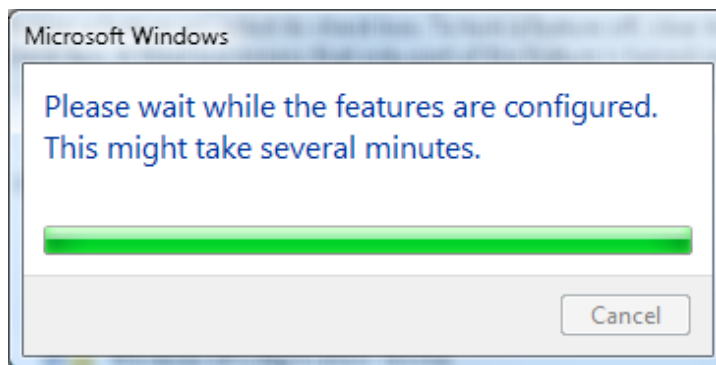 Microsoft Windows
Please wait while the features are configured.
This might take several minutes.
Cancel